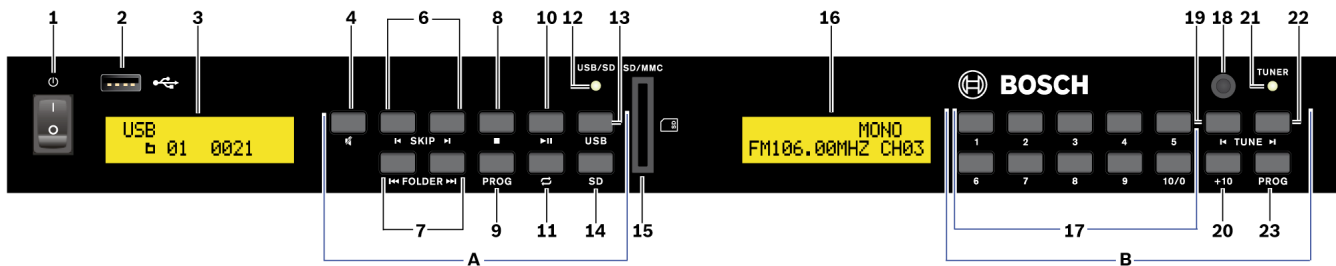 1 2 3 4 6 8 10 12 13 16 19 18 21 22
USB/SD SD/MMC TUNER
BOSCH
USB
01 0021
MONO
FM106.00MHZ CH03
SKIP USB 1 2 3 4 5 TUNE
FOLDER PROG SD SD 6 7 8 9 10/0 +10 PROG
7 9 11 14 15 17 20 23
A B